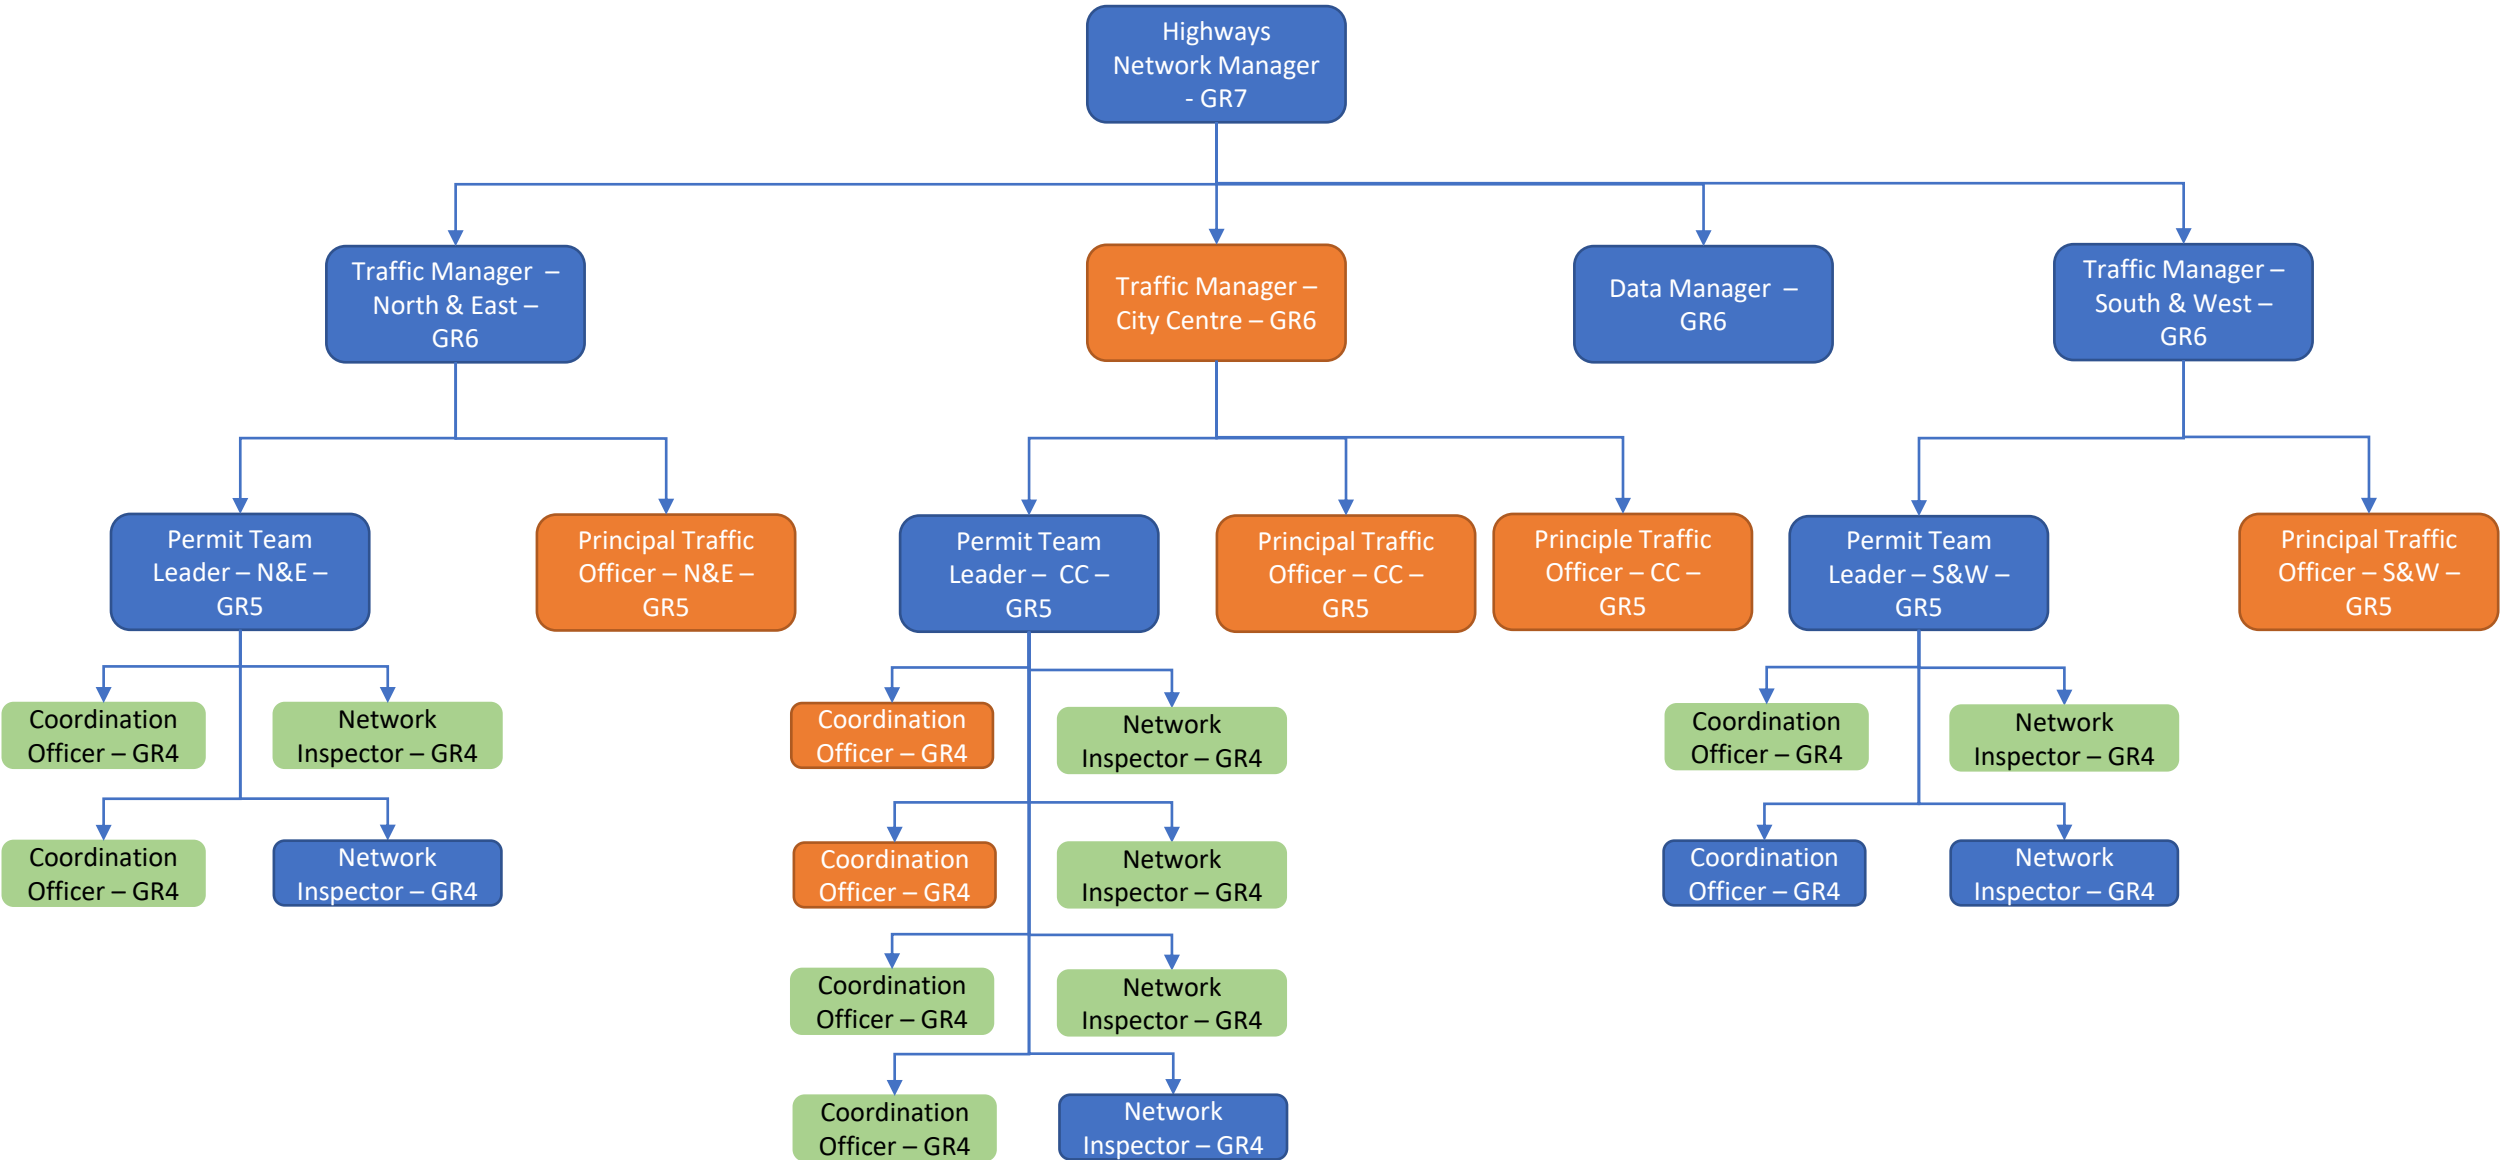 Highways
Network Manager
- GR7
Traffic Manager –
North & East –
GR6
Traffic Manager –
City Centre – GR6
Data Manager –
GR6
Traffic Manager –
South & West –
GR6
Permit Team
Leader – N&E –
GR5
Principal Traffic
Officer – N&E –
GR5
Permit Team
Leader – CC –
GR5
Principal Traffic
Officer – CC –
GR5
Principle Traffic
Officer – CC –
GR5
Permit Team
Leader – S&W –
GR5
Principal Traffic
Officer – S&W –
GR5
Coordination
Officer – GR4
Network
Inspector – GR4
Coordination
Officer – GR4
Network
Inspector – GR4
Coordination
Officer – GR4
Network
Inspector – GR4
Coordination
Officer – GR4
Network
Inspector – GR4
Coordination
Officer – GR4
Network
Inspector – GR4
Coordination
Officer – GR4
Network
Inspector – GR4
Coordination
Officer – GR4
Network
Inspector – GR4
Coordination
Officer – GR4
Network
Inspector – GR4